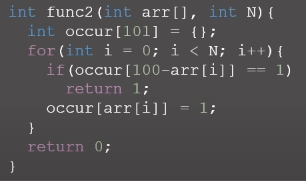 int func2(int arr[], int N){
  int occur[101] = {};
  for(int i = 0; i < N; i++){
    if(occur[100-arr[i]] == 1)
      return 1;
    occur[arr[i]] = 1;
  }
  return 0;
}